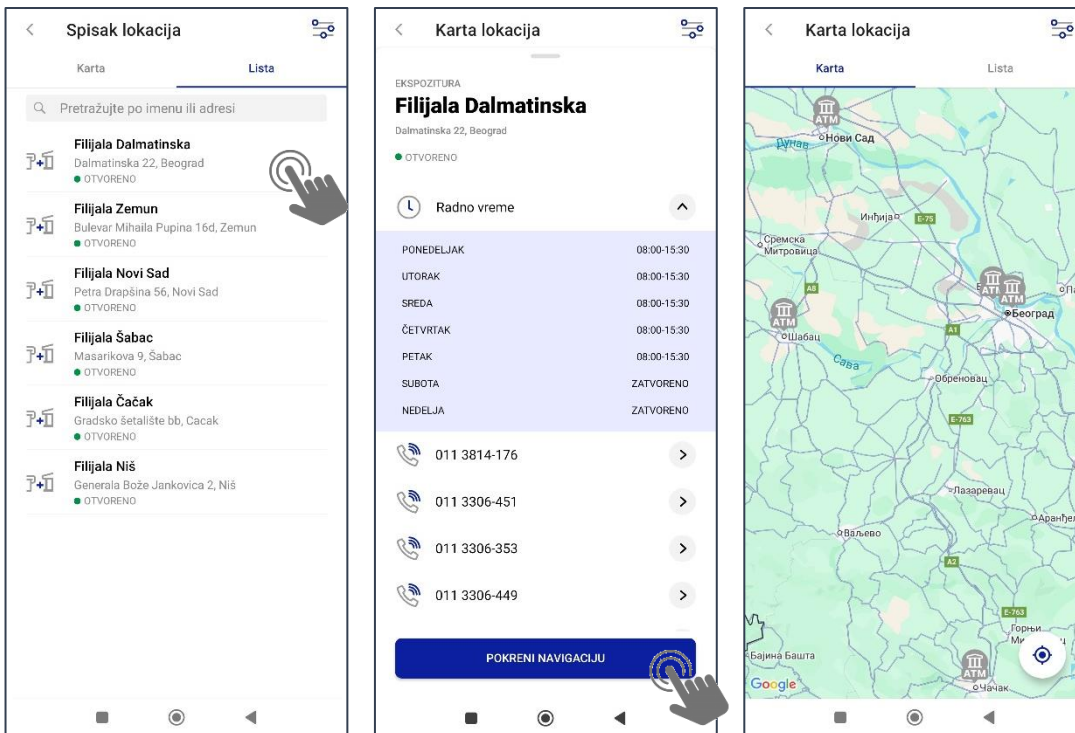 Spisak lokacija
Karta
Lista
Pretražujte po imenu ili adresi
Filijala Dalmatinska
Dalmatinska 22, Beograd
OTVORENO
Filijala Zemun
Bulevar Mihaila Pupina 16d, Zemun
OTVORENO
Filijala Novi Sad
Petra Drapšina 56, Novi Sad
OTVORENO
Filijala Šabac
Masarikova 9, Šabac
OTVORENO
Filijala Čačak
Gradsko šetalište bb, Cacak
OTVORENO
Filijala Niš
Generala Bože Jankovica 2, Niš
OTVORENO
Karta lokacija
EKSPOZITURA
Filijala Dalmatinska
Dalmatinska 22, Beograd
OTVORENO
Radno vreme
PONEDELJAK 08:00-15:30
UTORAK 08:00-15:30
SREDA 08:00-15:30
ČETVRTAK 08:00-15:30
PETAK 08:00-15:30
SUBOTA ZATVORENO
NEDELJA ZATVORENO
011 3814-176
011 3306-451
011 3306-353
011 3306-449
POKRENI NAVIGACIJU
Karta lokacija
Karta
Lista
ATM
Нови Сад
Дунав
Инђија
E-75
Сремска
Митровица
A8
ATM
ATM
Београд
ATM
Шабац
A1
Сава
Обреновац
E-763
Лазаревац
Ваљево
A2
E-763
Горњи
Бајина Башта
ATM
Google
Чачак